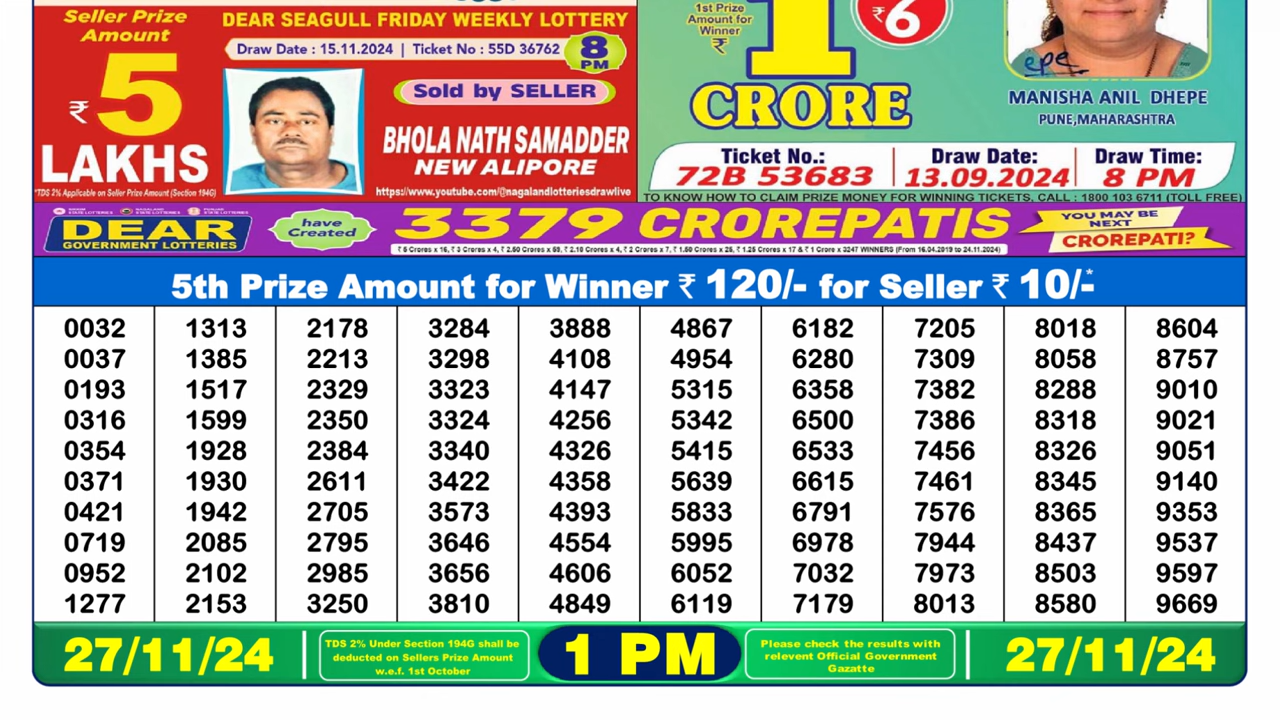 Seller Prize
Amount
₹ 5
LAKHS
*TDS 2% Applicable on Seller Prize Amount (Section 194G)
DEAR SEAGULL FRIDAY WEEKLY LOTTERY
Draw Date : 15.11.2024 | Ticket No : 55D 36762
8
PM
Sold by SELLER
BHOLA NATH SAMADDER
NEW ALIPORE
https://www.youtube.com/@nagalandlotteriesdrawlive
1st Prize
Amount for
Winner
₹
1
CRORE
₹6
MANISHA ANIL DHEPE
PUNE,MAHARASHTRA
Ticket No.:
72B 53683
Draw Date:
13.09.2024
Draw Time:
8 PM
TO KNOW HOW TO CLAIM PRIZE MONEY FOR WINNING TICKETS, CALL : 1800 103 6711 (TOLL FREE)
DEAR
GOVERNMENT LOTTERIES
have
Created
3379 CROREPATIS
YOU MAY BE
NEXT
CROREPATI?
5th Prize Amount for Winner ₹ 120/- for Seller ₹ 10/-*
0032 1313 2178 3284 3888 4867 6182 7205 8018 8604
0037 1385 2213 3298 4108 4954 6280 7309 8058 8757
0193 1517 2329 3323 4147 5315 6358 7382 8288 9010
0316 1599 2350 3324 4256 5342 6500 7386 8318 9021
0354 1928 2384 3340 4326 5415 6533 7456 8326 9051
0371 1930 2611 3422 4358 5639 6615 7461 8345 9140
0421 1942 2705 3573 4393 5833 6791 7576 8365 9353
0719 2085 2795 3646 4554 5995 6978 7944 8437 9537
0952 2102 2985 3656 4606 6052 7032 7973 8503 9597
1277 2153 3250 3810 4849 6119 7179 8013 8580 9669
27/11/24
TDS 2% Under Section 194G shall be
deducted on Sellers Prize Amount
w.e.f. 1st October
1 PM
Please check the results with
relevent Official Government
Gazatte
27/11/24